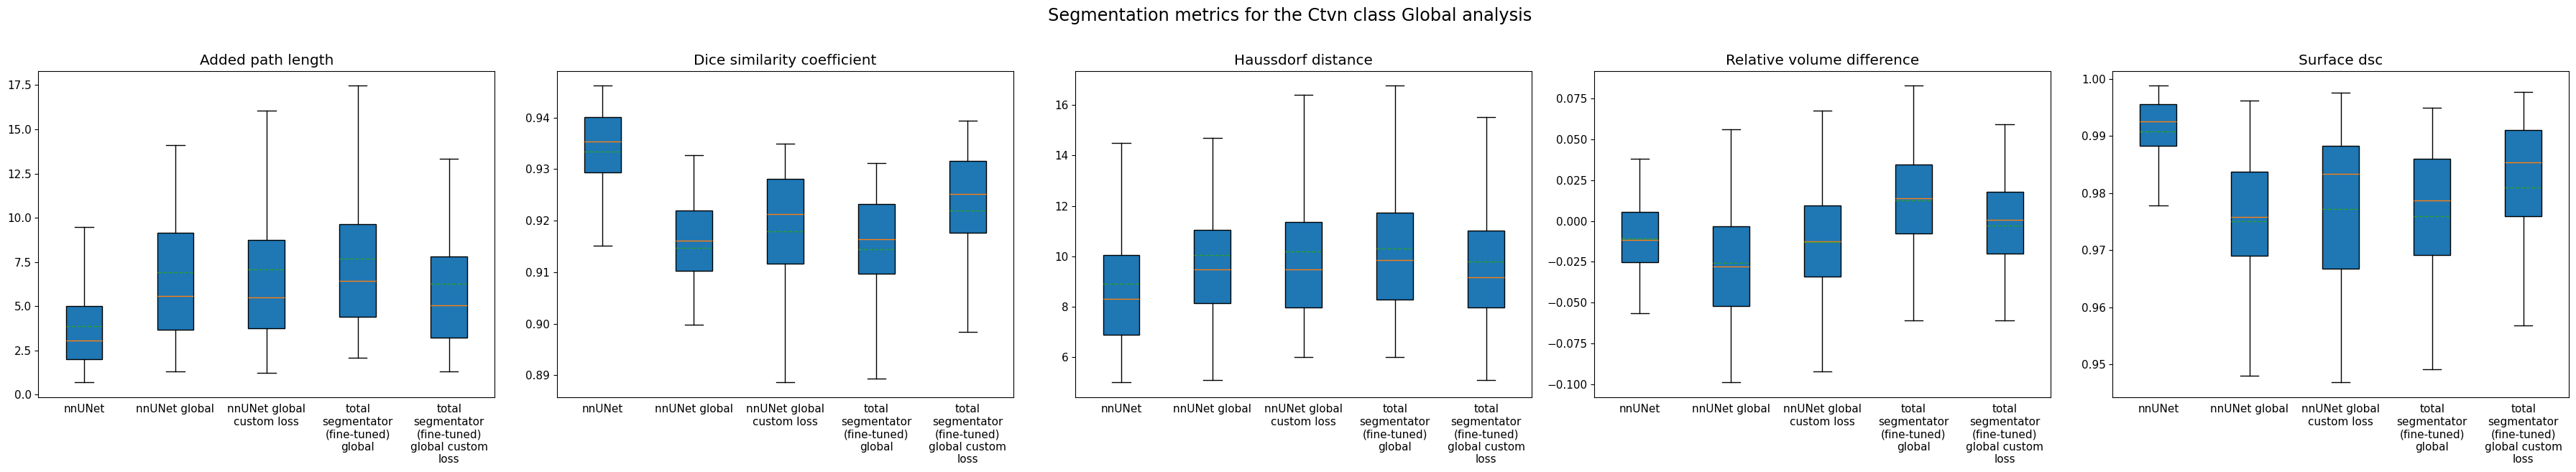 Segmentation metrics for the Ctvn class Global analysis
Added path length
17.5
15.0
12.5
10.0
7.5
5.0
2.5
0.0
nnUNet
nnUNet global
nnUNet global
custom loss
total
segmentator
(fine-tuned)
global
total
segmentator
(fine-tuned)
global custom
loss
Dice similarity coefficient
0.94
0.93
0.92
0.91
0.90
0.89
nnUNet
nnUNet global
nnUNet global
custom loss
total
segmentator
(fine-tuned)
global
total
segmentator
(fine-tuned)
global custom
loss
Haussdorf distance
16
14
12
10
8
6
nnUNet
nnUNet global
nnUNet global
custom loss
total
segmentator
(fine-tuned)
global
total
segmentator
(fine-tuned)
global custom
loss
Relative volume difference
0.075
0.050
0.025
0.000
−0.025
−0.050
−0.075
−0.100
nnUNet
nnUNet global
nnUNet global
custom loss
total
segmentator
(fine-tuned)
global
total
segmentator
(fine-tuned)
global custom
loss
Surface dsc
1.00
0.99
0.98
0.97
0.96
0.95
nnUNet
nnUNet global
nnUNet global
custom loss
total
segmentator
(fine-tuned)
global
total
segmentator
(fine-tuned)
global custom
loss